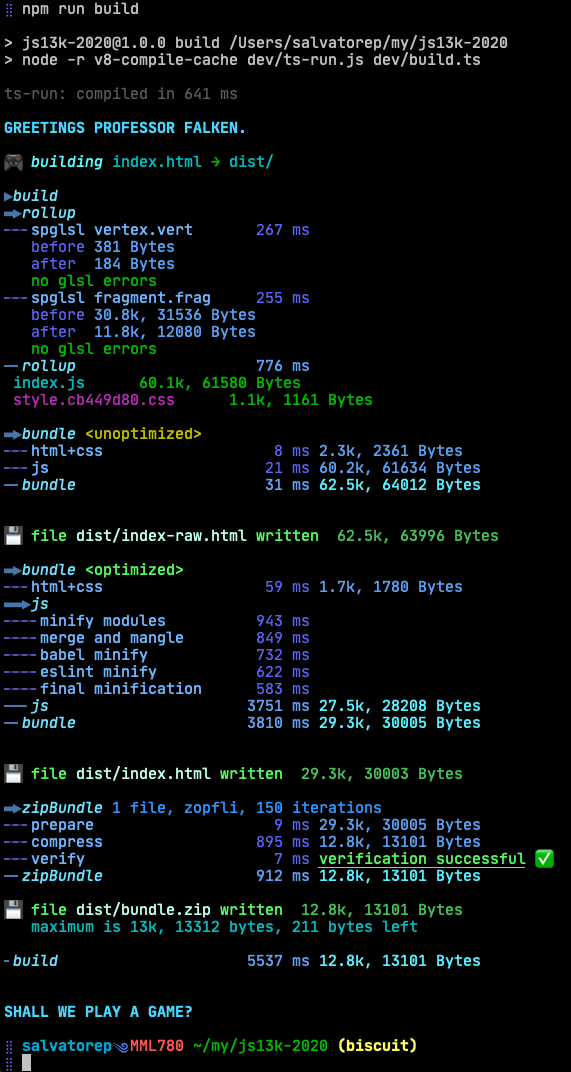 npm run build
> js13k-2020@1.0.0 build /Users/salvatorep/my/js13k-2020
> node -r v8-compile-cache dev/ts-run.js dev/build.ts
ts-run: compiled in 641 ms
GREETINGS PROFESSOR FALKEN.
🎮 building index.html → dist/
▶build
➡rollup
---spglsl vertex.vert 267 ms
before 381 Bytes
after 184 Bytes
no glsl errors
---spglsl fragment.frag 255 ms
before 30.8k, 31536 Bytes
after 11.8k, 12080 Bytes
no glsl errors
—rollup 776 ms
index.js 60.1k, 61580 Bytes
style.cb449d80.css 1.1k, 1161 Bytes
➡bundle <unoptimized>
---html+css 8 ms 2.3k, 2361 Bytes
---js 21 ms 60.2k, 61634 Bytes
—bundle 31 ms 62.5k, 64012 Bytes
💾 file dist/index-raw.html written 62.5k, 63996 Bytes
➡bundle <optimized>
---html+css 59 ms 1.7k, 1780 Bytes
➡js
----minify modules 943 ms
----merge and mangle 849 ms
----babel minify 732 ms
----eslint minify 622 ms
----final minification 583 ms
——js 3751 ms 27.5k, 28208 Bytes
—bundle 3810 ms 29.3k, 30005 Bytes
💾 file dist/index.html written 29.3k, 30003 Bytes
➡zipBundle 1 file, zopfli, 150 iterations
---prepare 9 ms 29.3k, 30005 Bytes
---compress 895 ms 12.8k, 13101 Bytes
---verify 7 ms verification successful ✅
—zipBundle 912 ms 12.8k, 13101 Bytes
💾 file dist/bundle.zip written 12.8k, 13101 Bytes
maximum is 13k, 13312 bytes, 211 bytes left
-build 5537 ms 12.8k, 13101 Bytes
SHALL WE PLAY A GAME?
salvatorep༄MML780 ~/my/js13k-2020 (biscuit)